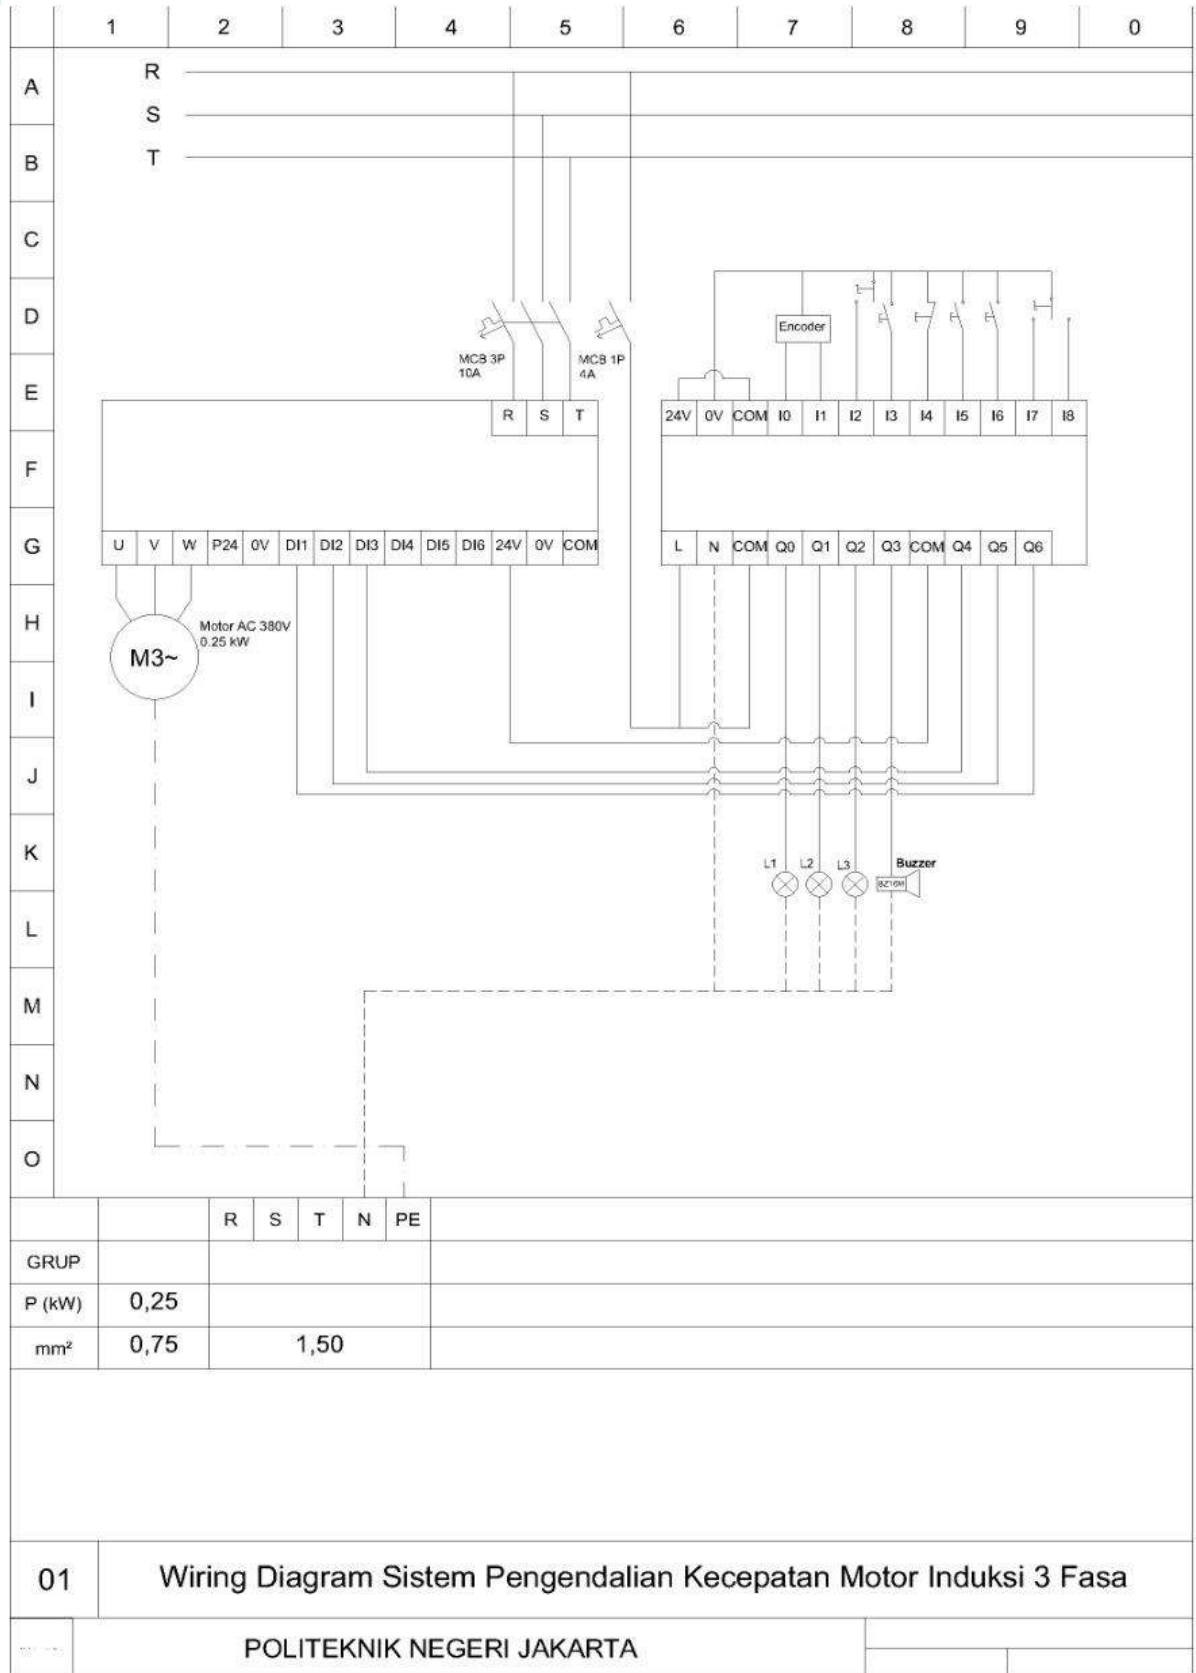 1 2 3 4 5 6 7 8 9 0
A R
S
B T
C
D Encoder
MCB 3P MCB 1P
10A 4A
E
R S T 24V 0V COM I0 I1 I2 I3 I4 I5 I6 I7 I8
F
G U V W P24 0V DI1 DI2 DI3 DI4 DI5 DI6 24V 0V COM L N COM Q0 Q1 Q2 Q3 COM Q4 Q5 Q6
H Motor AC 380V
0.25 kW
M3~
I
J
K L1 L2 L3 Buzzer
BZ16M
L
M
N
O
R S T N PE
GRUP
P (kW) 0,25
mm² 0,75 1,50
01 Wiring Diagram Sistem Pengendalian Kecepatan Motor Induksi 3 Fasa
POLITEKNIK NEGERI JAKARTA